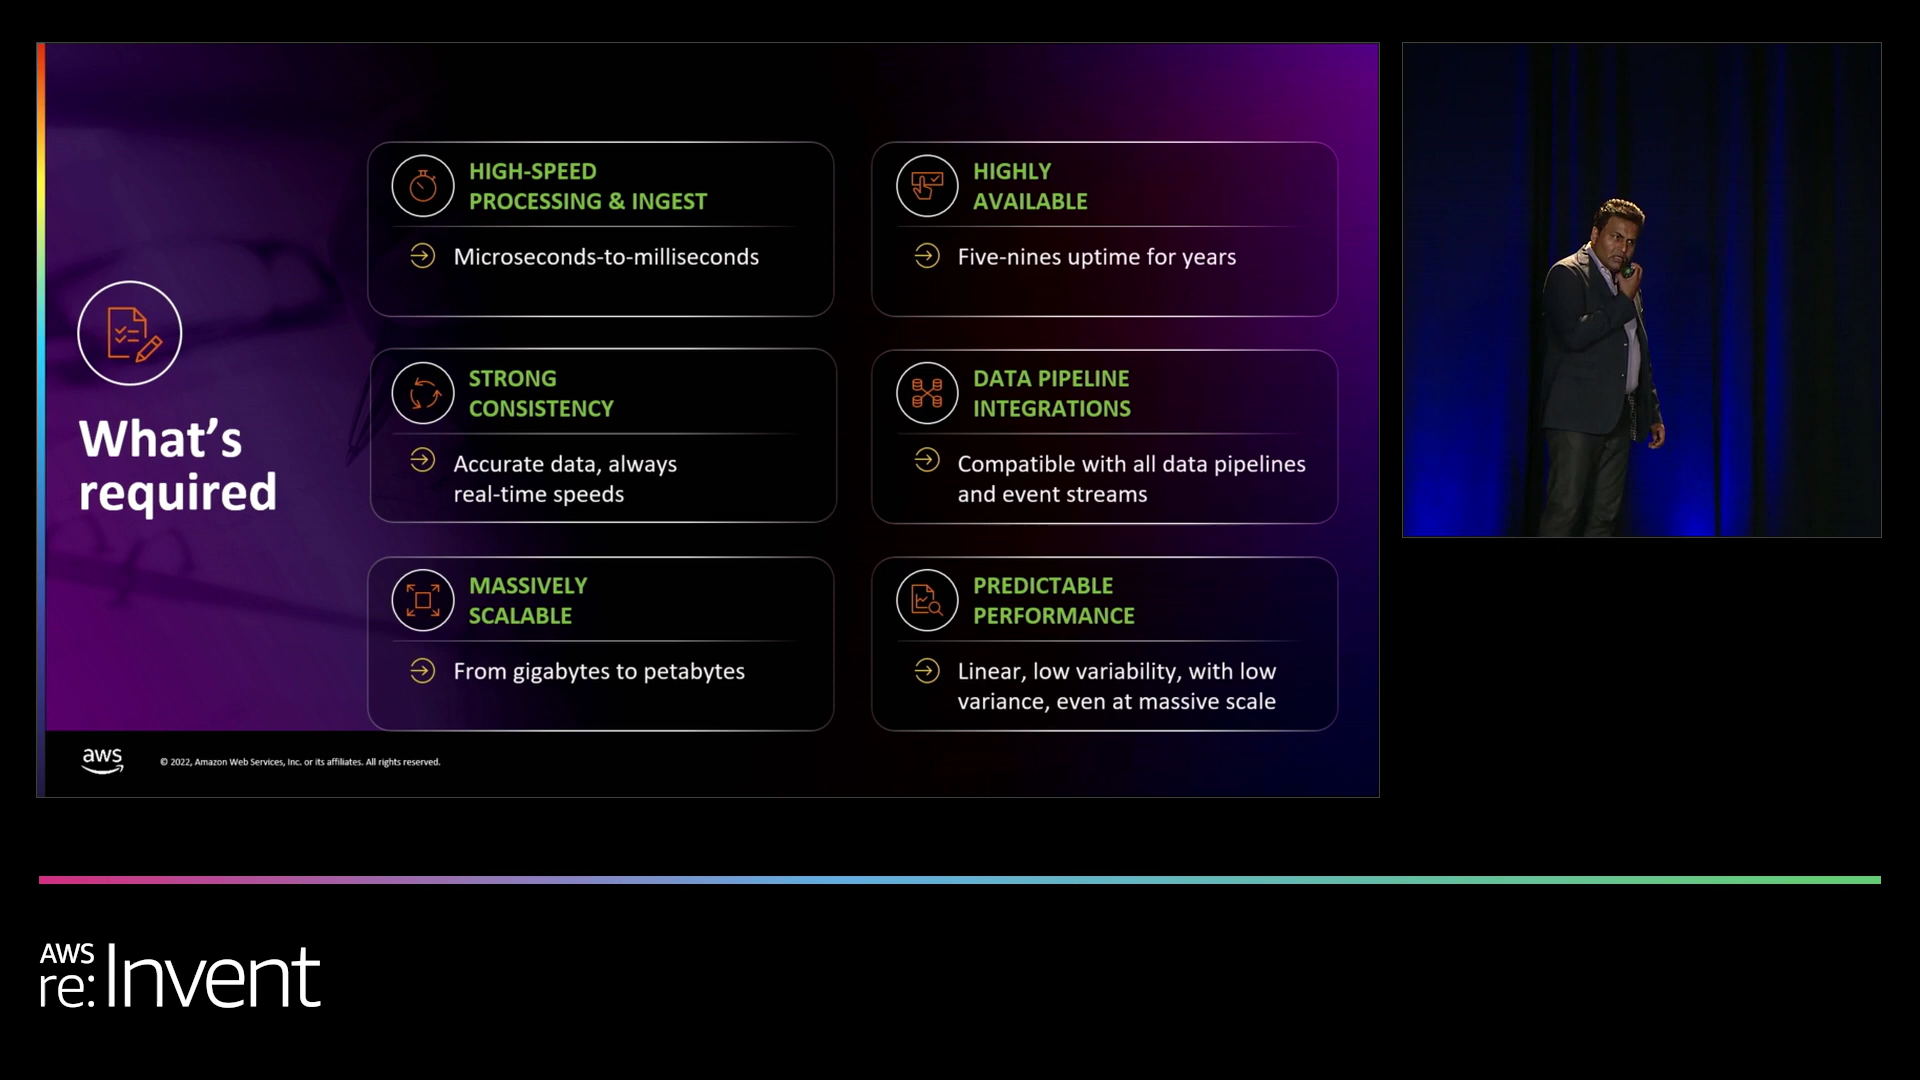 What's
required
HIGH-SPEED
PROCESSING & INGEST
Microseconds-to-milliseconds
HIGHLY
AVAILABLE
Five-nines uptime for years
STRONG
CONSISTENCY
Accurate data, always
real-time speeds
DATA PIPELINE
INTEGRATIONS
Compatible with all data pipelines
and event streams
MASSIVELY
SCALABLE
From gigabytes to petabytes
PREDICTABLE
PERFORMANCE
Linear, low variability, with low
variance, even at massive scale
aws
© 2022, Amazon Web Services, Inc. or its affiliates. All rights reserved.
AWS
re:Invent